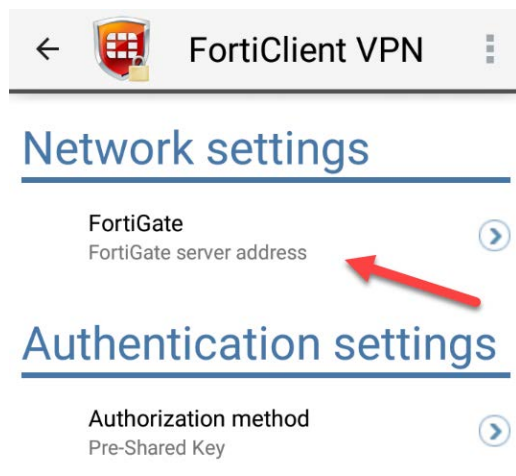 FortiClient VPN
Network settings
FortiGate
FortiGate server address
Authentication settings
Authorization method
Pre-Shared Key